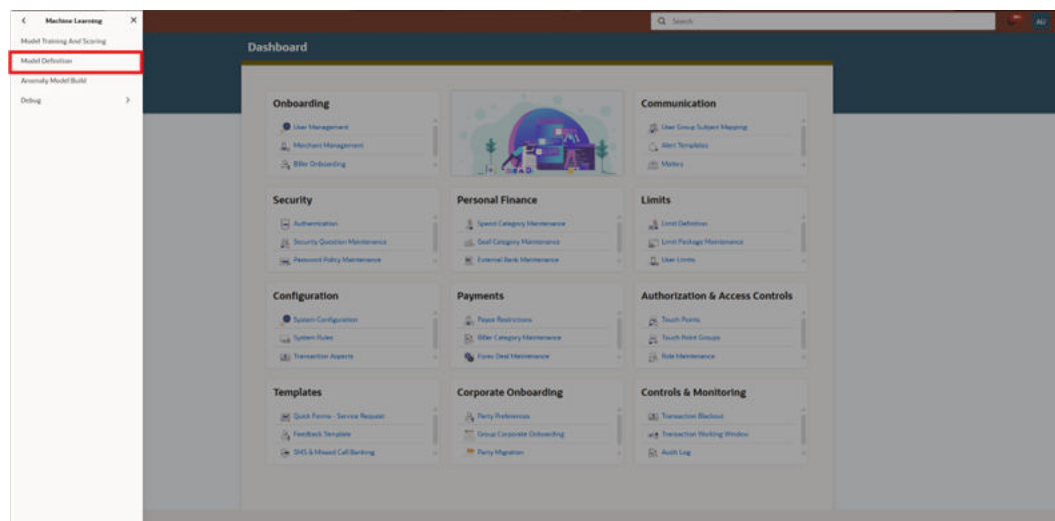 Machine Learning
Model Training And Scoring
Model Definition
Anomaly Model Build
Debug
Search
AU
Dashboard
Onboarding
User Management
Merchant Management
Biller Onboarding
Communication
User Group Subject Mapping
Alert Templates
Mailers
Security
Authentication
Security Question Maintenance
Password Policy Maintenance
Personal Finance
Spend Category Maintenance
Goal Category Maintenance
External Bank Maintenance
Limits
Limit Definition
Limit Package Maintenance
User Limits
Configuration
System Configuration
System Rules
Transaction Aspects
Payments
Payee Restrictions
Biller Category Maintenance
Forex Deal Maintenance
Authorization & Access Controls
Touch Points
Touch Point Groups
Role Maintenance
Templates
Quick Forms - Service Request
Feedback Template
SMS & Missed Call Banking
Corporate Onboarding
Party Preferences
Group Corporate Onboarding
Party Migration
Controls & Monitoring
Transaction Blackout
Transaction Working Window
Audit Log